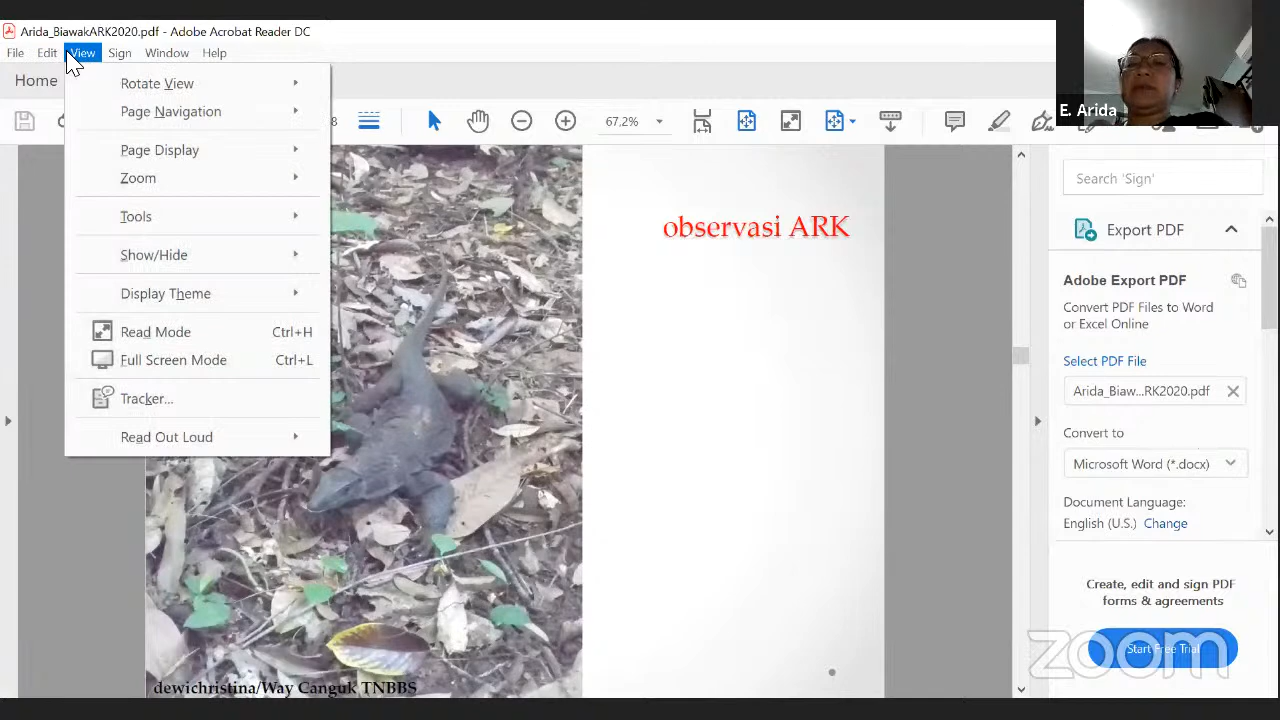 Arida_BiawakARK2020.pdf - Adobe Acrobat Reader DC
File Edit View Sign Window Help
Home
Rotate View
Page Navigation
Page Display
Zoom
Tools
Show/Hide
Display Theme
Read Mode Ctrl+H
Full Screen Mode Ctrl+L
Tracker...
Read Out Loud
8
67,2%
E. Arida
observasi ARK
dewichristina/Way Canguk TNBBS
Search 'Sign'
Export PDF
Adobe Export PDF
Convert PDF Files to Word
or Excel Online
Select PDF File
Arida_Biaw...RK2020.pdf
Convert to
Microsoft Word (*.docx)
Document Language:
English (U.S.) Change
Create, edit and sign PDF
forms & agreements
Start Free Trial
zoom